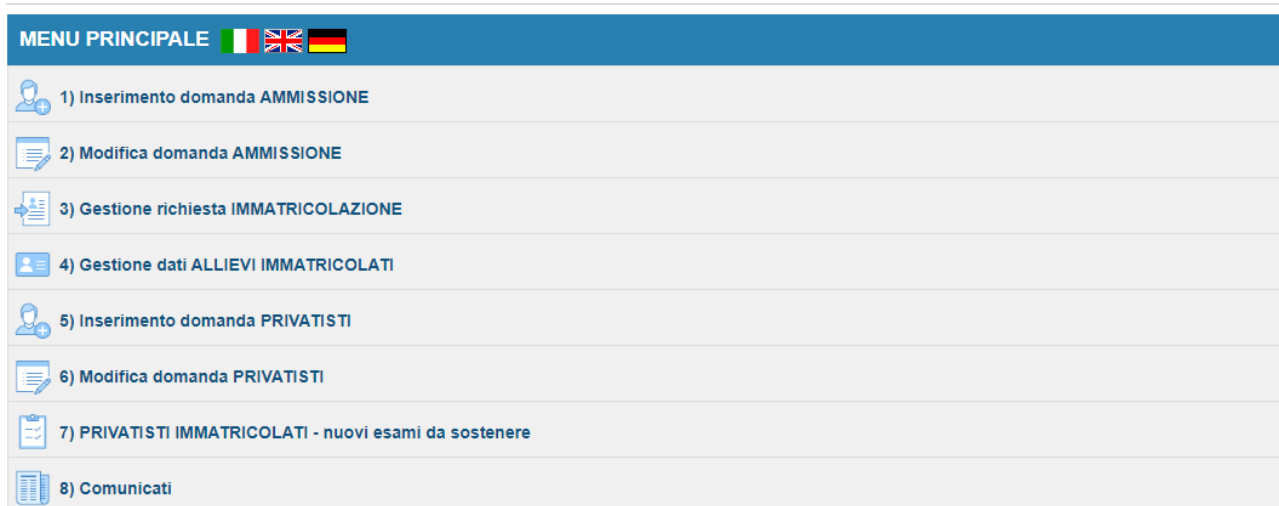 MENU PRINCIPALE
1) Inserimento domanda AMMISSIONE
2) Modifica domanda AMMISSIONE
3) Gestione richiesta IMMATRICOLAZIONE
4) Gestione dati ALLIEVI IMMATRICOLATI
5) Inserimento domanda PRIVATISTI
6) Modifica domanda PRIVATISTI
7) PRIVATISTI IMMATRICOLATI - nuovi esami da sostenere
8) Comunicati